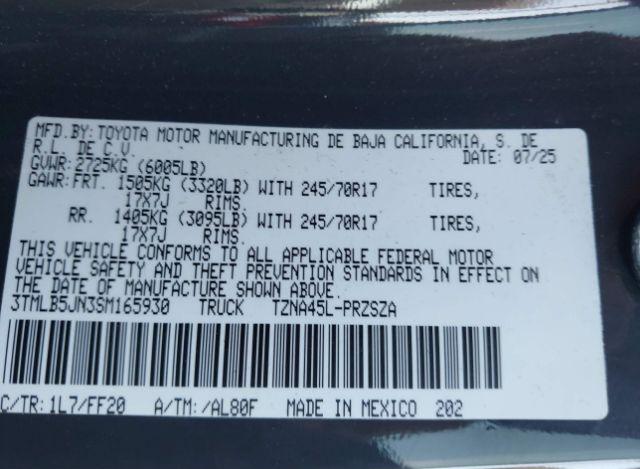 MFD.BY:TOYOTA MOTOR MANUFACTURING DE BAJA CALIFORNIA, S. DE
R.L. DE C.V. DATE: 07/25
GVWR:2725KG (6005LB)
GAWR:FRT. 1505KG (3320LB) WITH 245/70R17 TIRES,
17X7J RIMS.
RR. 1405KG (3095LB) WITH 245/70R17 TIRES,
17X7J RIMS.
THIS VEHICLE CONFORMS TO ALL APPLICABLE FEDERAL MOTOR
VEHICLE SAFETY AND THEFT PREVENTION STANDARDS IN EFFECT ON
THE DATE OF MANUFACTURE SHOWN ABOVE.
3TMLB5JN3SM165930 TRUCK TZNA45L-PRZSZA
C/TR:1L7/FF20 A/TM:/AL80F MADE IN MEXICO 202